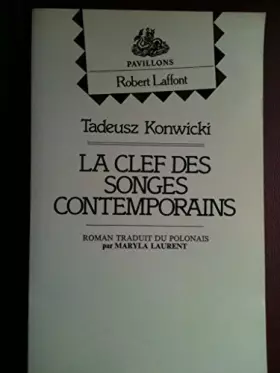 PAVILLONS
Robert Laffont
Tadeusz Konwicki
LA CLEF DES
SONGES
CONTEMPORAINS
ROMAN TRADUIT DU POLONAIS
par MARYLA LAURENT